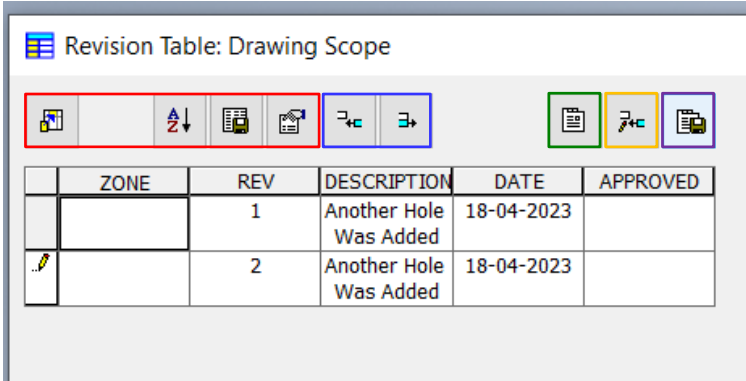 Revision Table: Drawing Scope
A
Z
ZONE REV DESCRIPTION DATE APPROVED
1 Another Hole 18-04-2023
Was Added
2 Another Hole 18-04-2023
Was Added